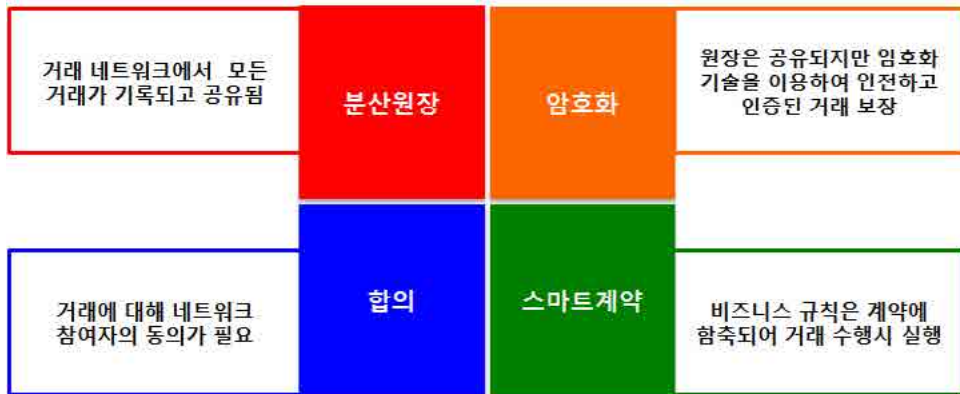 거래 네트워크에서 모든
거래가 기록되고 공유됨
분산원장
암호화
원장은 공유되지만 암호화
기술을 이용하여 인전하고
인증된 거래 보장
거래에 대해 네트워크
참여자의 동의가 필요
합의
스마트계약
비즈니스 규칙은 계약에
함축되어 거래 수행시 실행